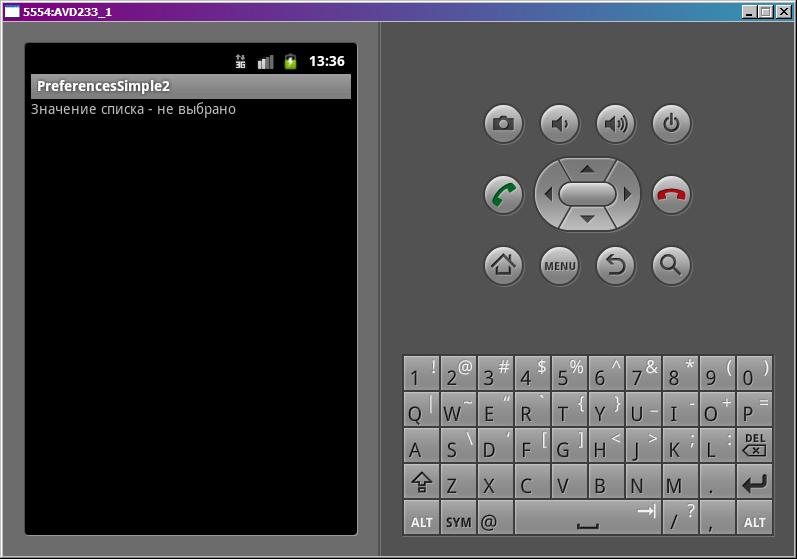 5554:AVD233_1
3G 13:36
PreferencesSimple2
Значение списка - не выбрано
MENU
1 ! 2 @ 3 # 4 $ 5 % 6 ^ 7 & 8 * 9 ( 0 )
Q | W ~ E “ R ` T { Y } U _ I - O + P =
A S \ D ‘ F [ G ] H < J > K ; L : DEL
Z X C V B N M .
ALT SYM @ / ? , ALT